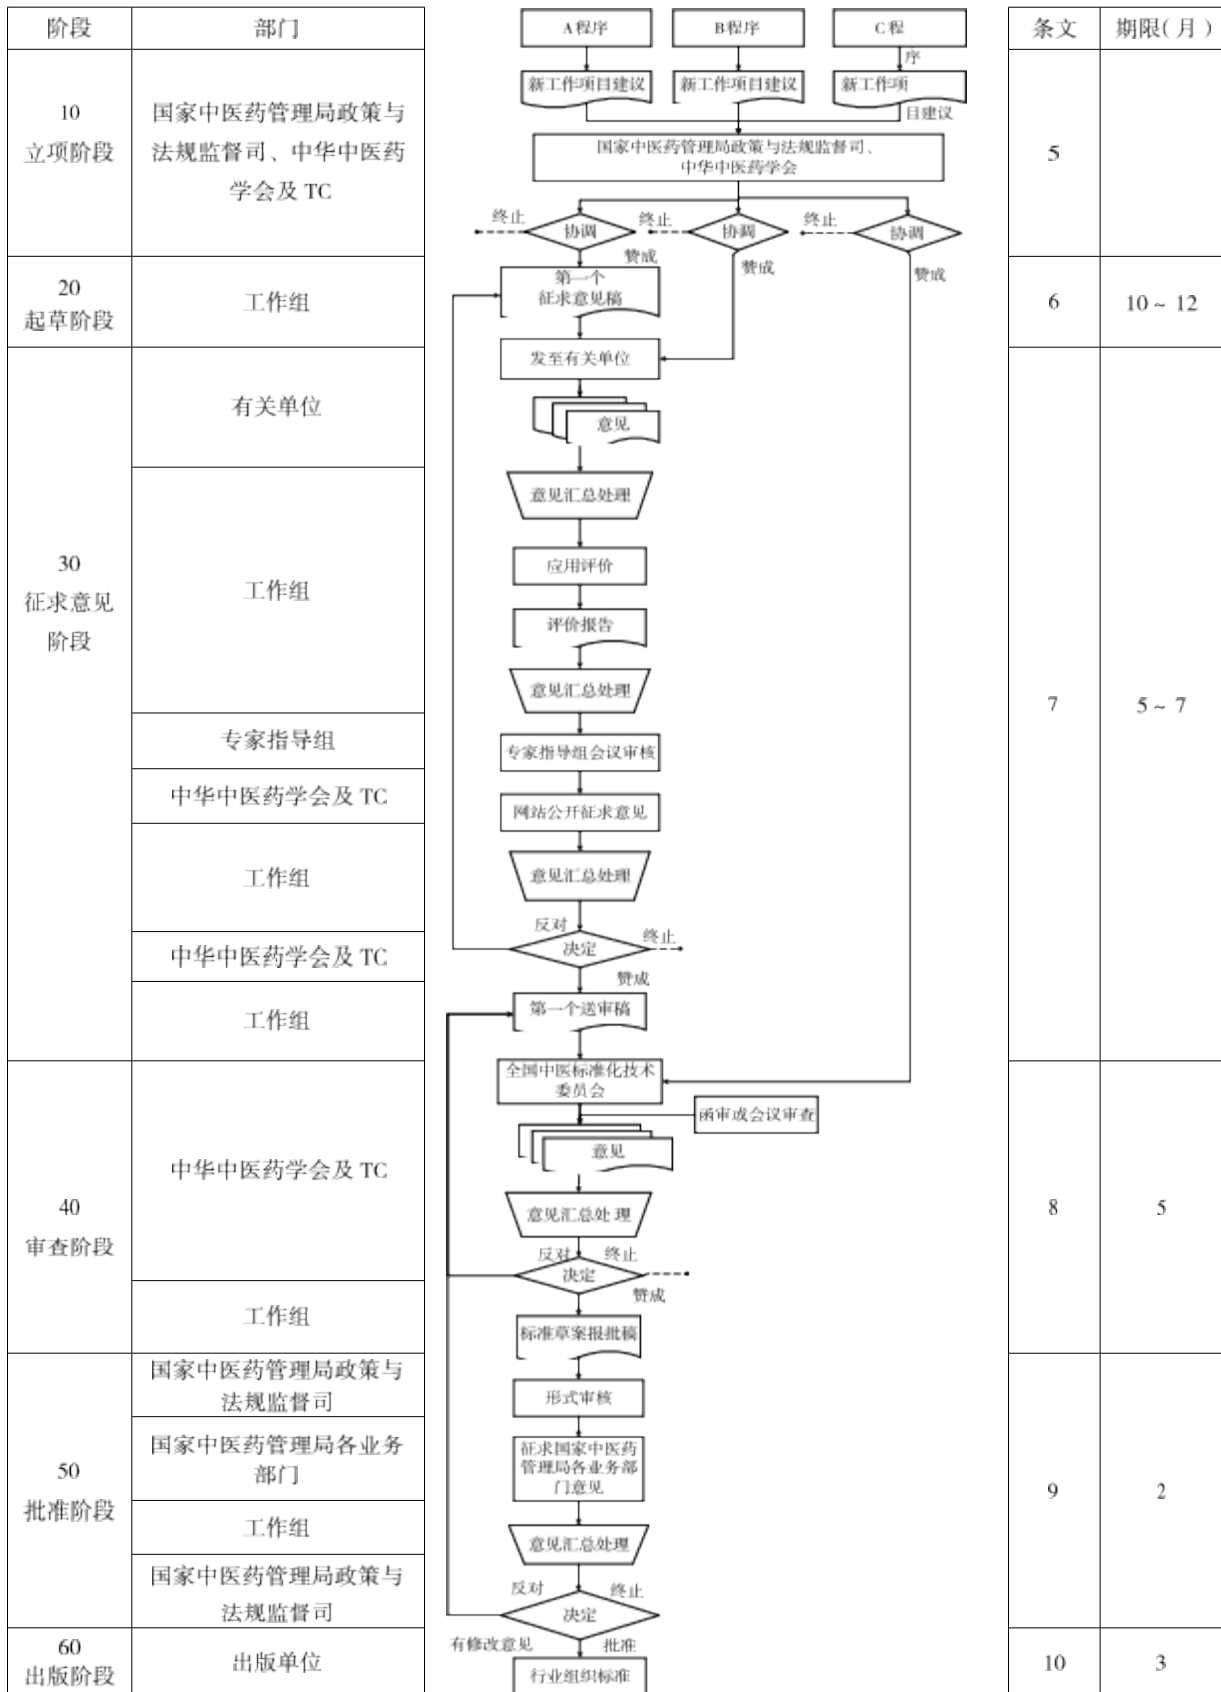 阶段
部门
A 程序
B程序
C 程
序
条文
期限(月)
10
立项阶段
国家中医药管理局政策与
法规监督司、中华中医药
学会及 TC
新工作项目建议
新工作项目建议
新工作项
目建议
国家中医药管理局政策与法规监督司、
中华中医药学会
5
终止
协调
终止
协调
终止
协调
赞成
赞成
赞成
20
起草阶段
工作组
第一个
征求意见稿
6
10 ~ 12
30
征求意见
阶段
有关单位
发至有关单位
意见
工作组
意见汇总处理
应用评价
评价报告
意见汇总处理
7
5 ~ 7
专家指导组
专家指导组会议审核
中华中医药学会及 TC
网站公开征求意见
工作组
意见汇总处理
反对
中华中医药学会及 TC
决定
终止
赞成
工作组
第一个送审稿
40
审查阶段
中华中医药学会及 TC
全国中医标准化技术
委员会
函审或会议审查
意见
意见汇总处 理
8
5
反对
终止
决定
赞成
工作组
标准草案报批稿
50
批准阶段
国家中医药管理局政策与
法规监督司
形式审核
国家中医药管理局各业务
部门
征求国家中医药
管理局各业务部
门意见
9
2
工作组
意见汇总处理
国家中医药管理局政策与
法规监督司
反对
终止
决定
有修改意见
批准
60
出版阶段
出版单位
行业组织标准
10
3